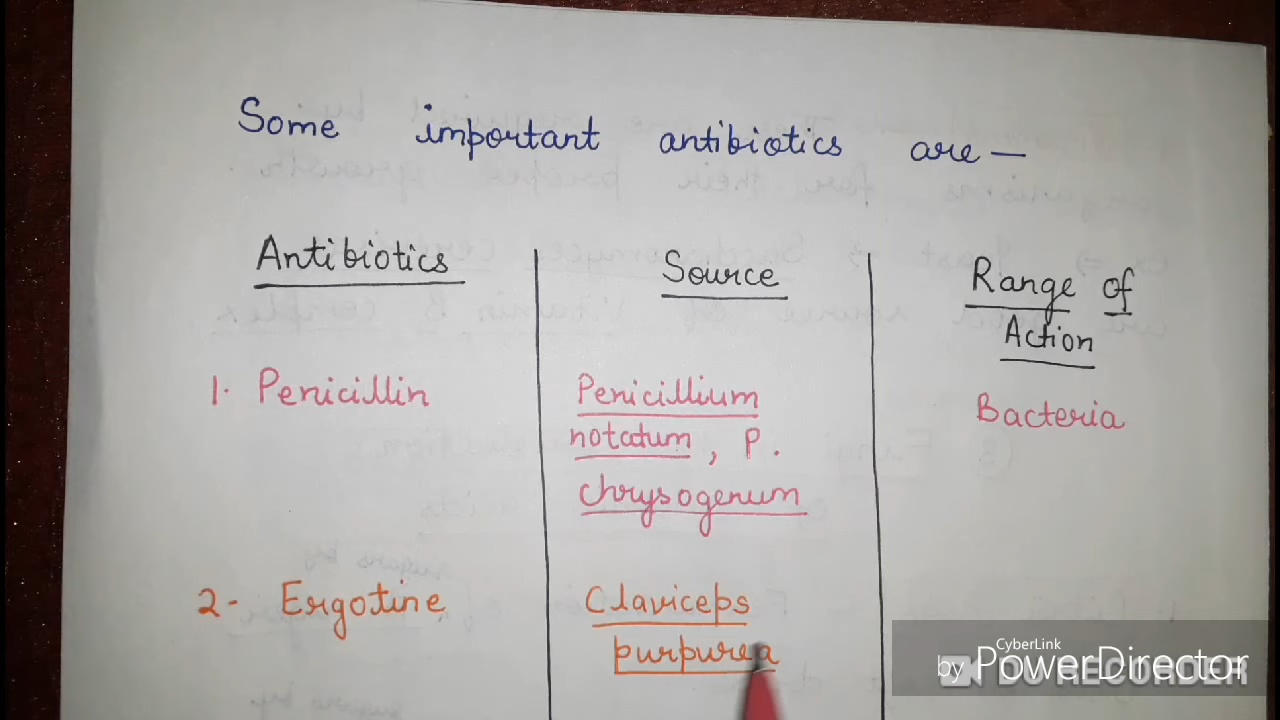 Some important antibiotics are —
Antibiotics Source Range of
Action
1. Penicillin Penicillium Bacteria
notatum, P.
chrysogenum
2- Ergotine Claviceps
purpurea
CyberLink
by PowerDirector